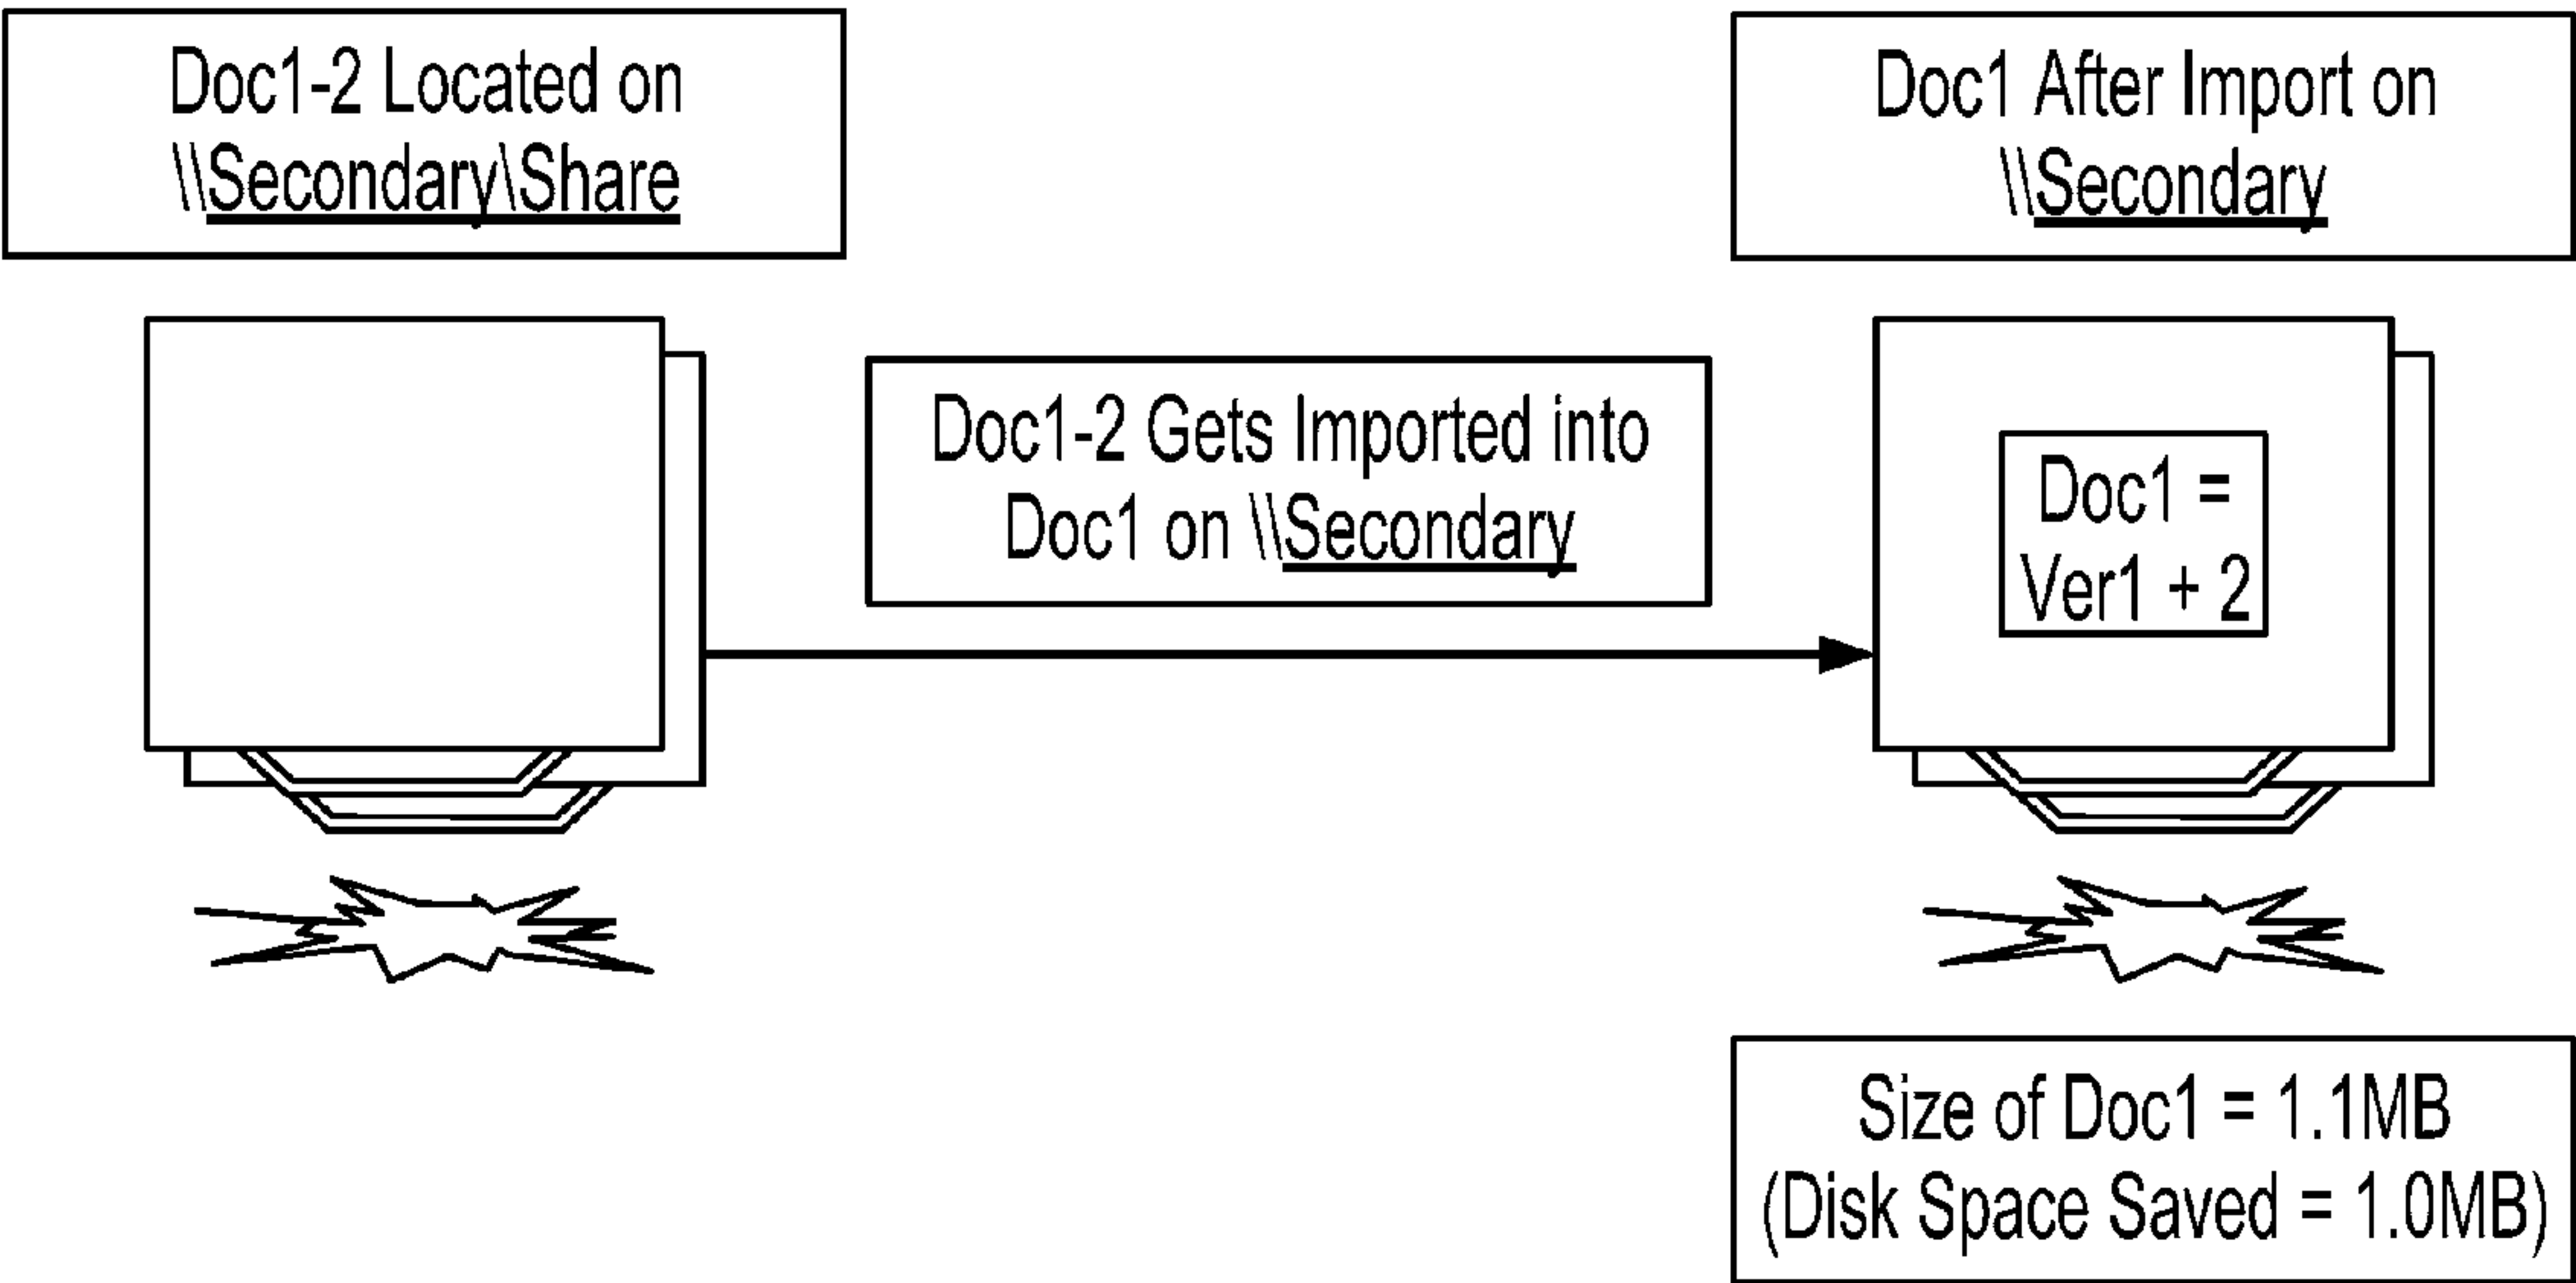 Doc1-2 Located on
\\Secondary\Share
Doc1 After Import on
\\Secondary
Doc1-2 Gets Imported into
Doc1 on \\Secondary
Doc1 =
Ver1 + 2
Size of Doc1 = 1.1MB
(Disk Space Saved = 1.0MB)